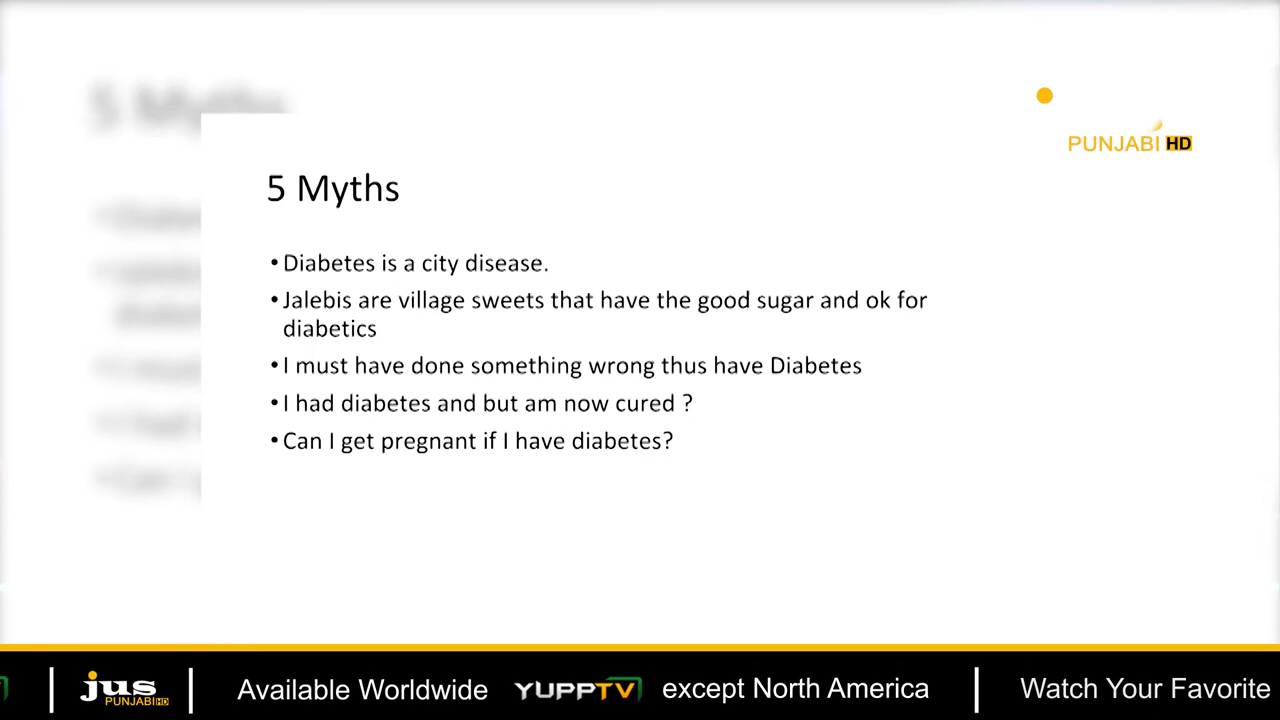 PUNJABI HD
5 Myths
• Diabetes is a city disease.
• Jalebis are village sweets that have the good sugar and ok for
diabetics
• I must have done something wrong thus have Diabetes
• I had diabetes and but am now cured ?
• Can I get pregnant if I have diabetes?
jus PUNJABI HD | Available Worldwide YUPPTV except North America | Watch Your Favorite